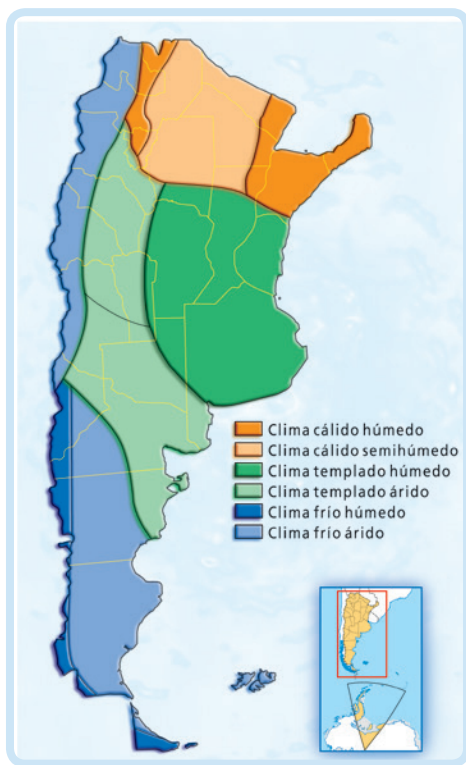 Clima cálido húmedo
Clima cálido semihúmedo
Clima templado húmedo
Clima templado árido
Clima frío húmedo
Clima frío árido